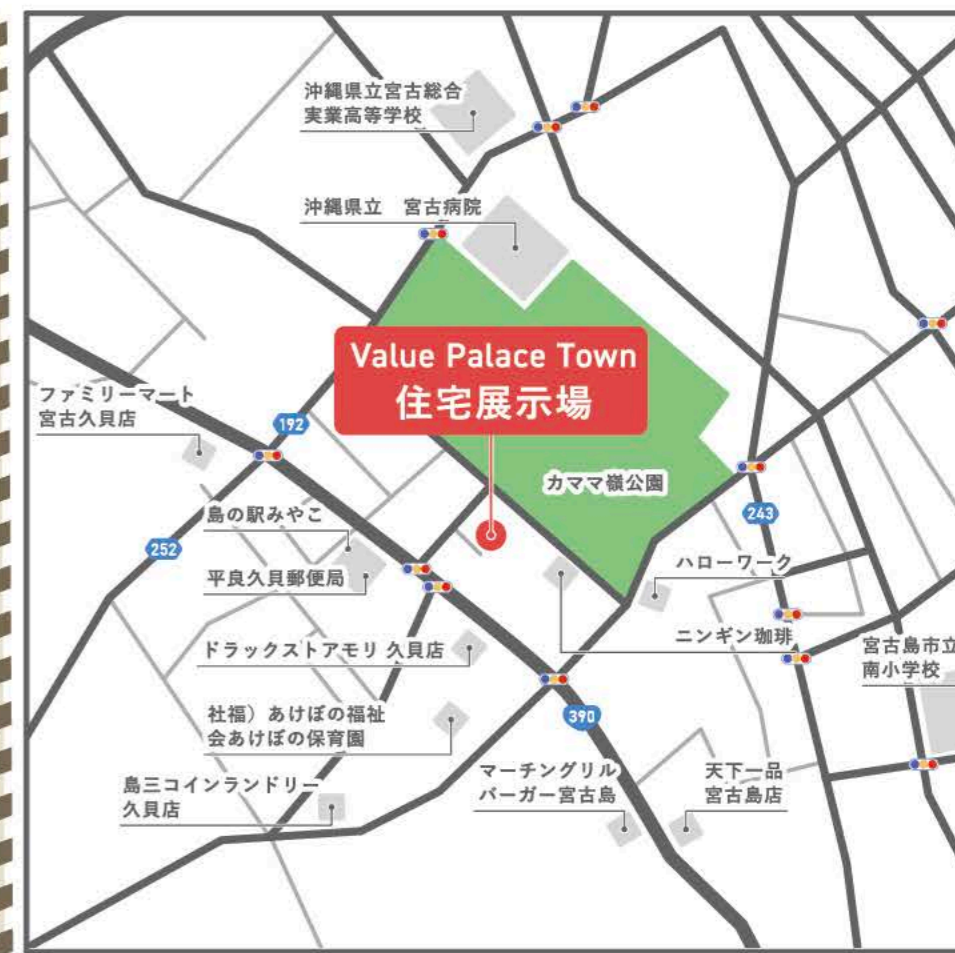 沖縄県立宮古総合
実業高等学校
沖縄県立　宮古病院
Value Palace Town
住宅展示場
ファミリーマート
宮古久貝店
192
カママ嶺公園
島の駅みやこ
243
252
平良久貝郵便局
ハローワーク
ドラックストアモリ 久貝店
ニンギン珈琲
宮古島市立
南小学校
社福）あけぼの福祉
会あけぼの保育園
390
島三コインランドリー
久貝店
マーチングリル
バーガー宮古島
天下一品
宮古島店